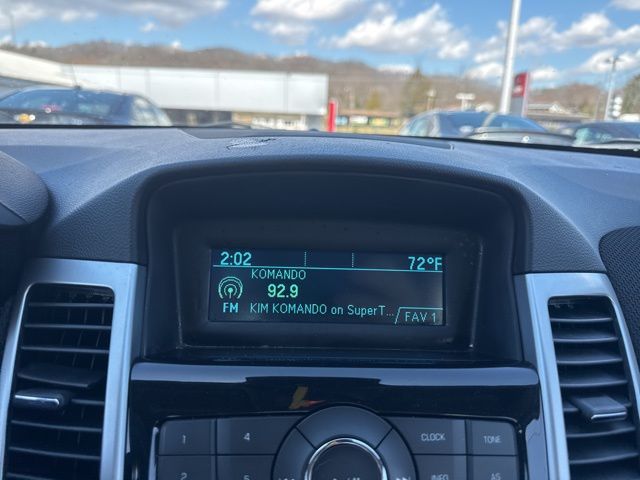 2:02 72°F
KOMANDO
92.9
FM KIM KOMANDO on SuperT... FAV 1
1 4 CLOCK TONE
2 5 INFO AS